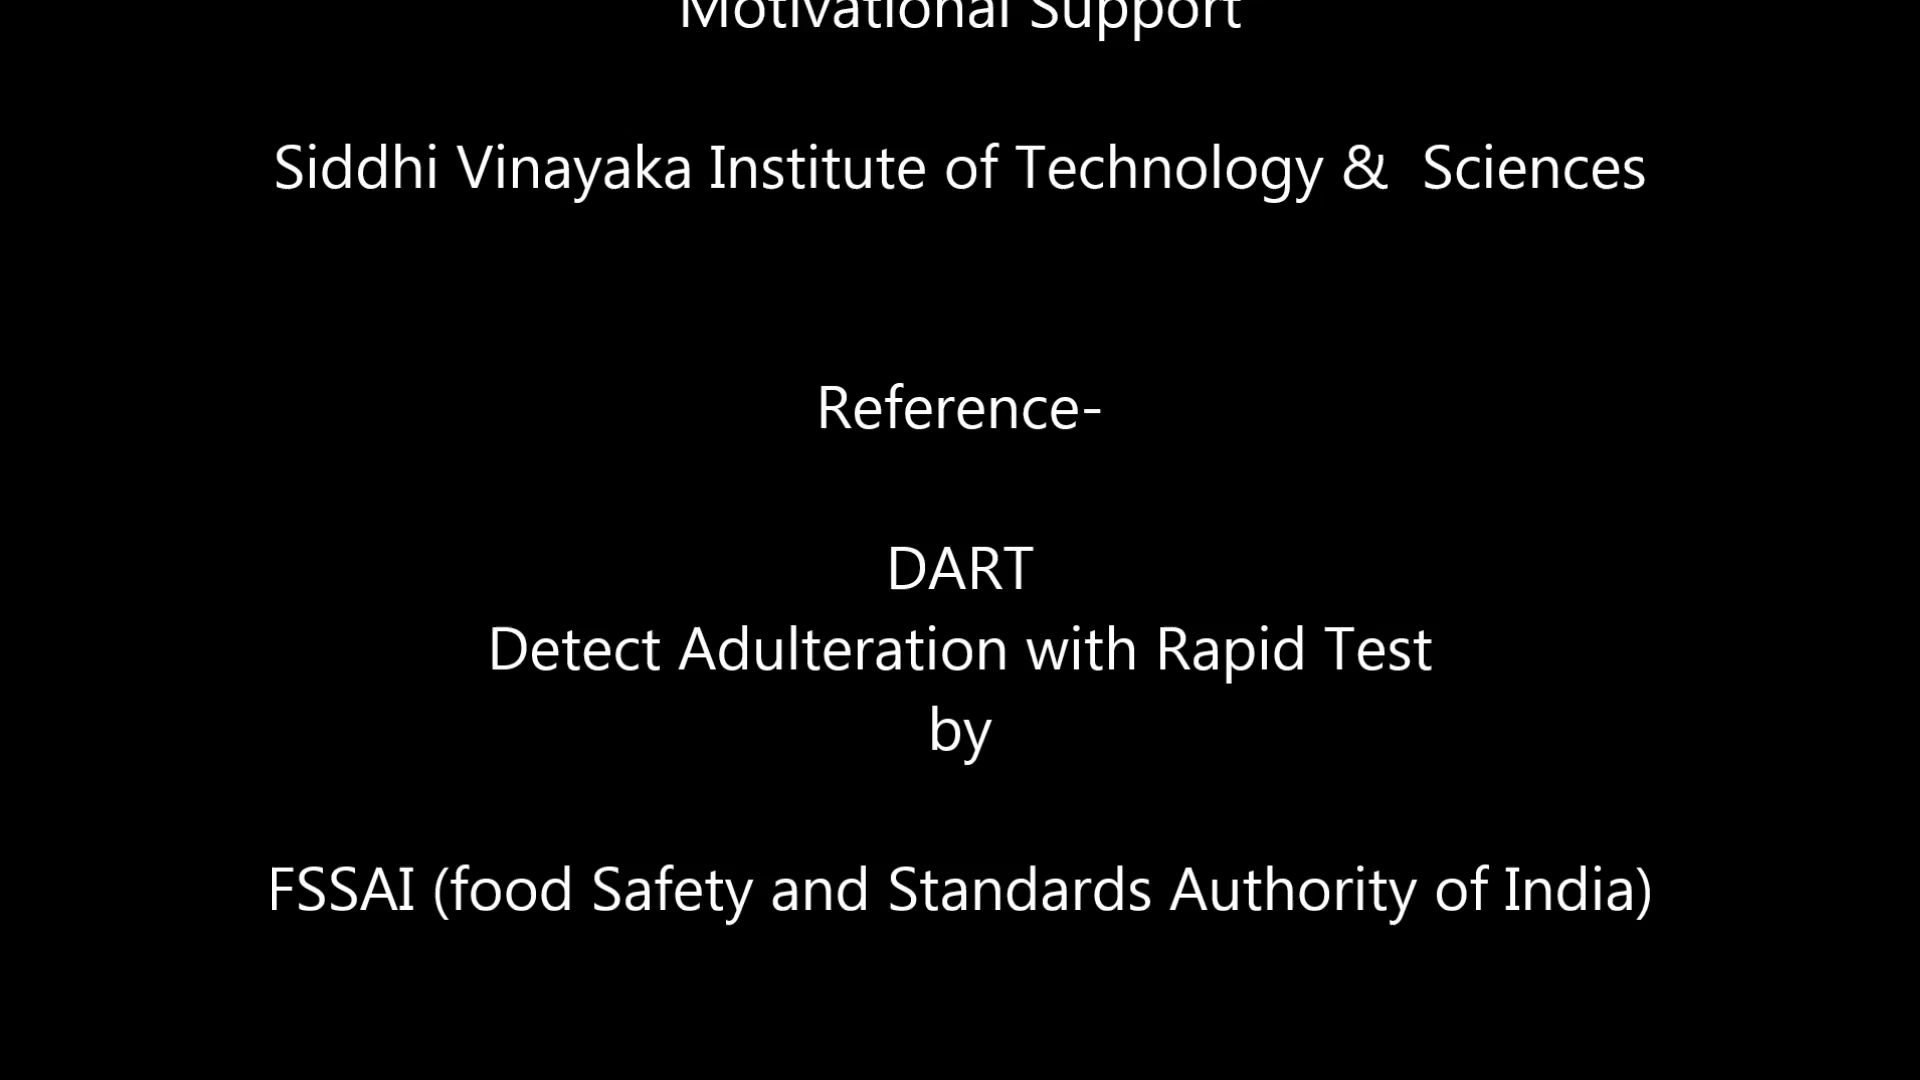 Motivational Support
Siddhi Vinayaka Institute of Technology &  Sciences
Reference-
DART
Detect Adulteration with Rapid Test
by
FSSAI (food Safety and Standards Authority of India)